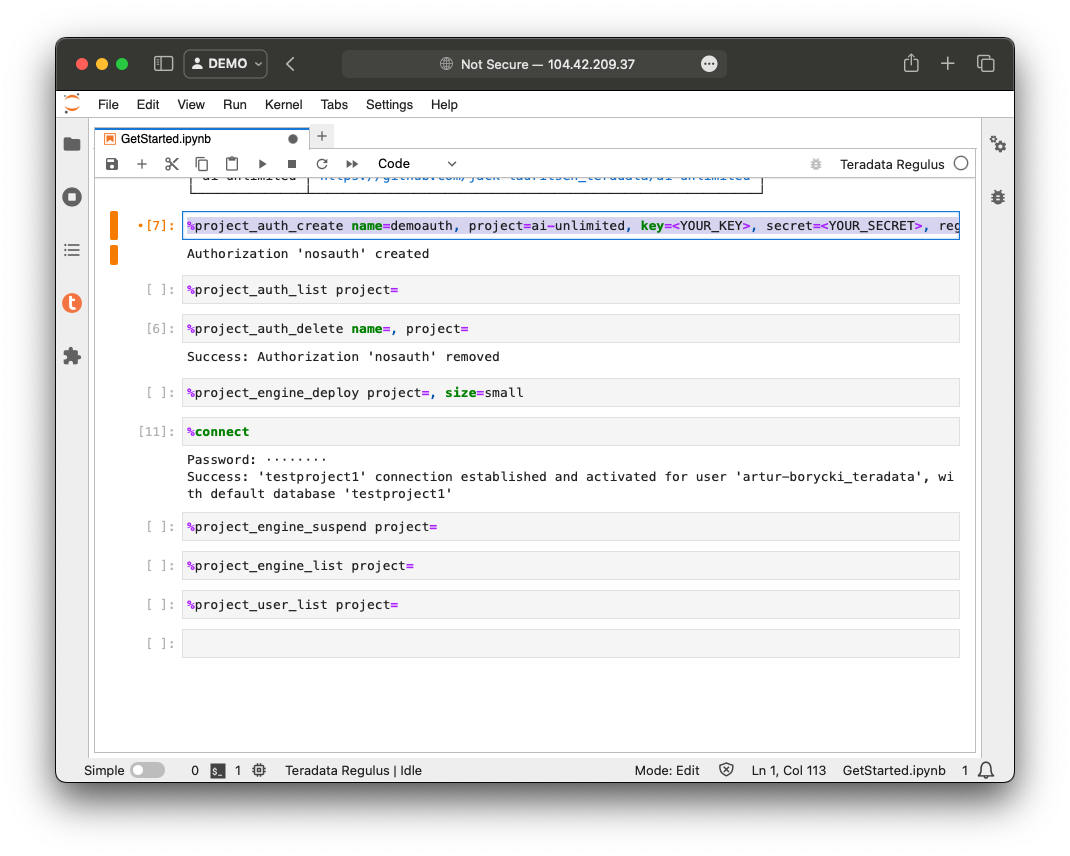 DEMO
Not Secure — 104.42.209.37
File Edit View Run Kernel Tabs Settings Help
GetStarted.ipynb
Code
Teradata Regulus
ai-unlimited https://github.com/jack-lauritsen_teradata/ai-unlimited
[7]: %project_auth_create name=demoauth, project=ai-unlimited, key=<YOUR_KEY>, secret=<YOUR_SECRET>, reg
Authorization 'nosauth' created
[ ]: %project_auth_list project=
[6]: %project_auth_delete name=, project=
Success: Authorization 'nosauth' removed
[ ]: %project_engine_deploy project=, size=small
[11]: %connect
Password: ········
Success: 'testproject1' connection established and activated for user 'artur-borycki_teradata', wi
th default database 'testproject1'
[ ]: %project_engine_suspend project=
[ ]: %project_engine_list project=
[ ]: %project_user_list project=
[ ]:
Simple 0 $_ 1 Teradata Regulus | Idle Mode: Edit Ln 1, Col 113 GetStarted.ipynb 1